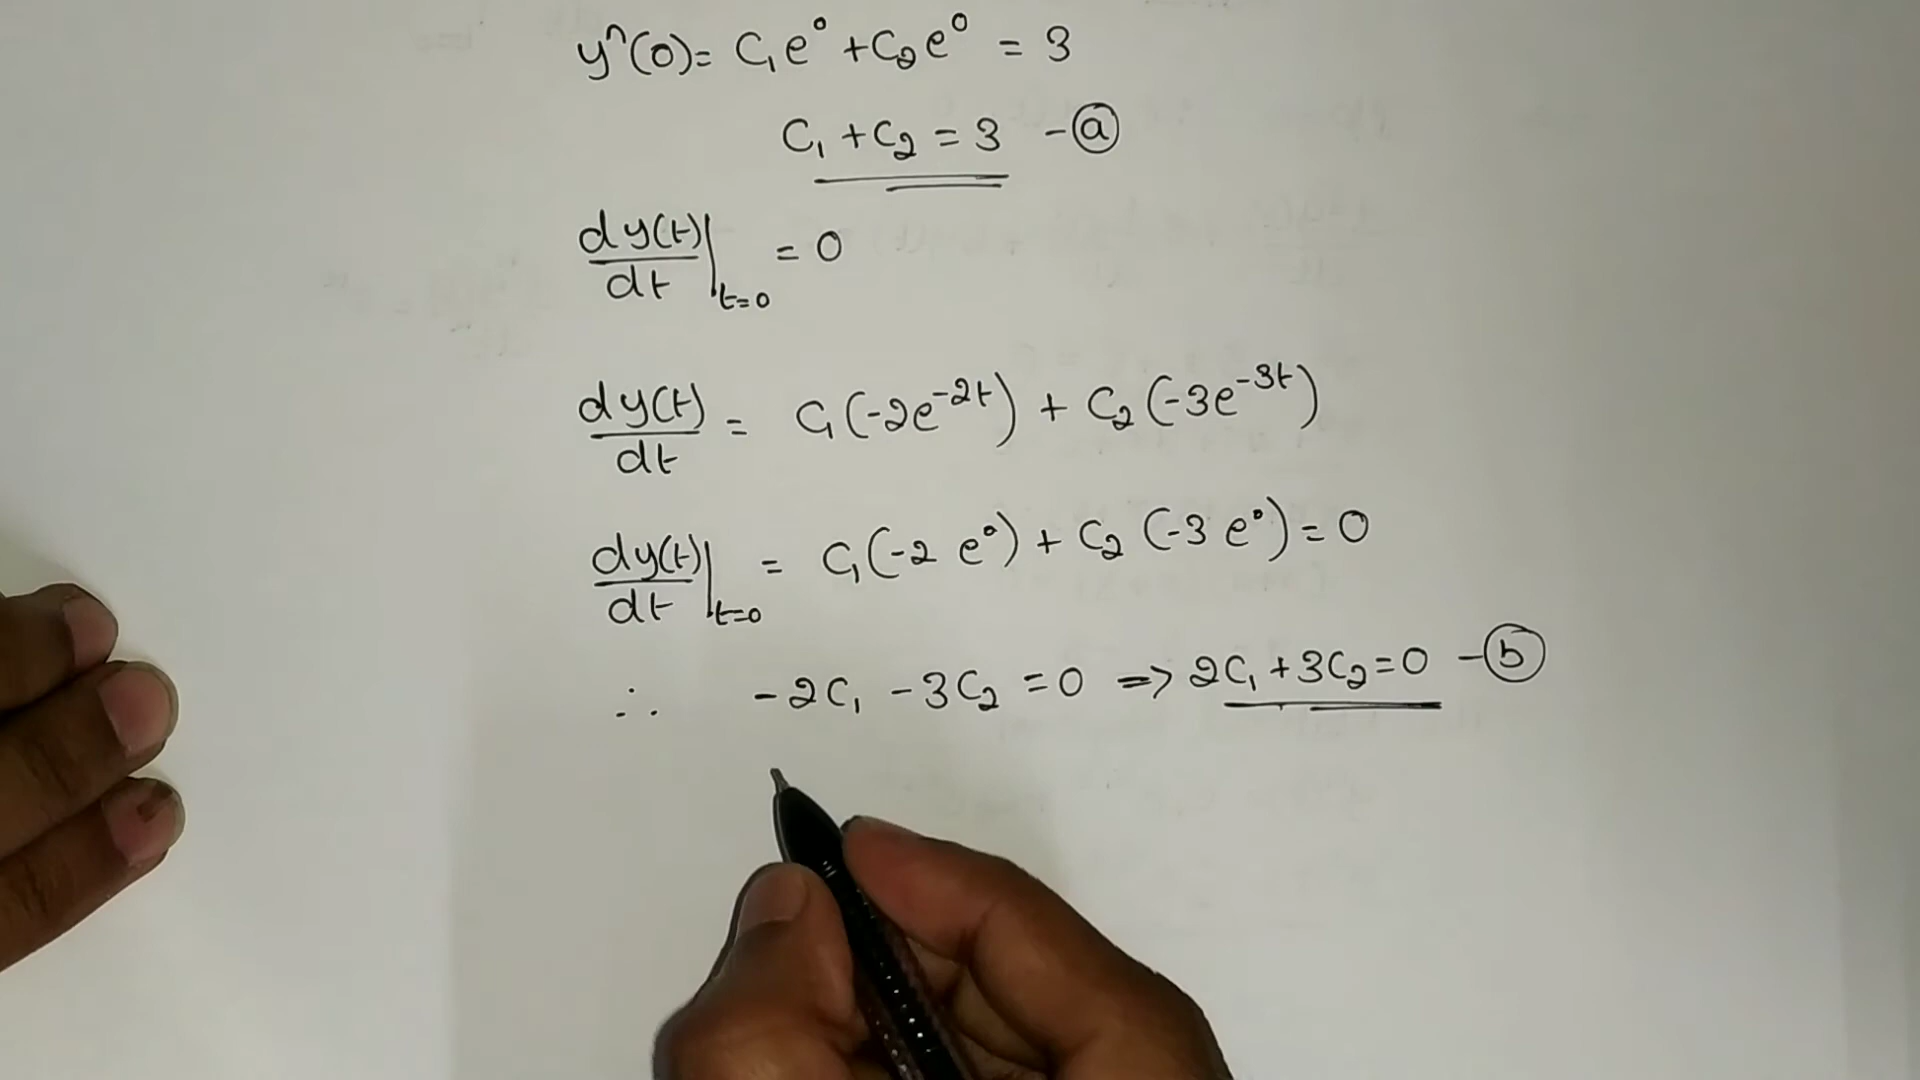 yⁿ(0) = C₁e⁰ + C₂e⁰ = 3
C₁ + C₂ = 3 - ⓐ
dy(t)/dt |t=0 = 0
dy(t)/dt = C₁(-2e⁻²ᵗ) + C₂(-3e⁻³ᵗ)
dy(t)/dt |t=0 = C₁(-2 e⁰) + C₂ (-3 e⁰) = 0
∴ -2C₁ - 3C₂ = 0 => 2C₁ + 3C₂ = 0 - ⓑ